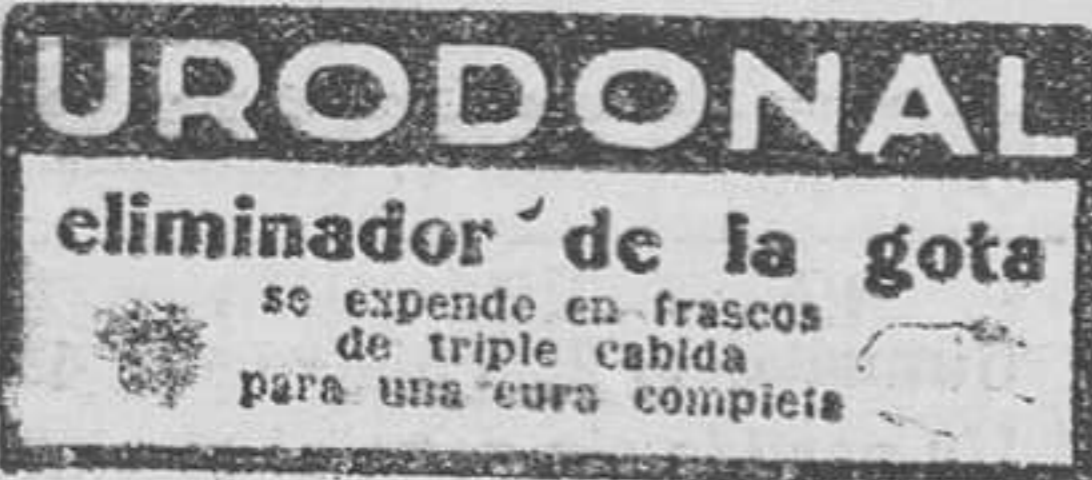 URODONAL
eliminador de la gota
se expende en frascos
de triple cabida
para una cura completa